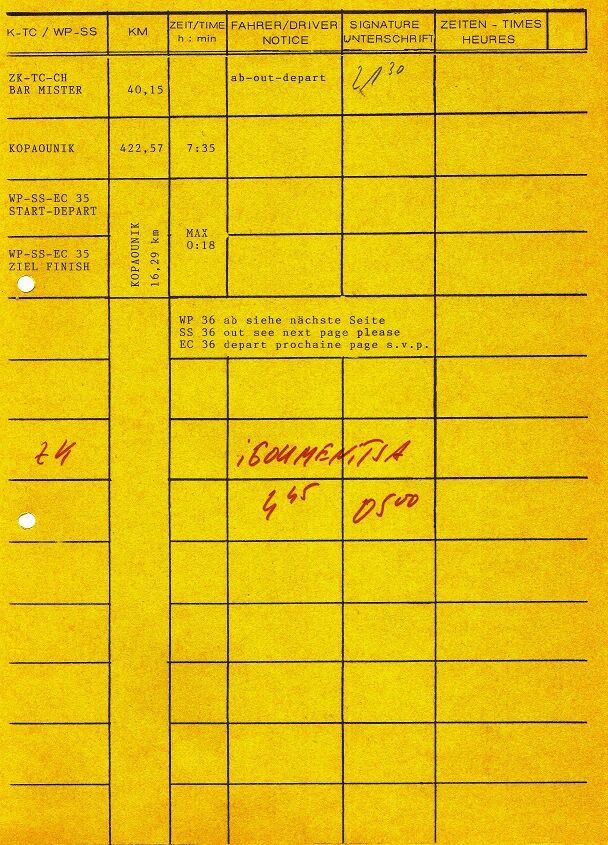 K-TC / WP-SS KM ZEIT/TIME FAHRER/DRIVER SIGNATURE ZEITEN - TIMES
h : min NOTICE UNTERSCHRIFT HEURES
ZK-TC-CH ab-out-depart 21 30
BAR MISTER 40,15
KOPAOUNIK 422,57 7:35
WP-SS-EC 35
START-DEPART
KOPAOUNIK
16,29 km
MAX
0:18
WP-SS-EC 35
ZIEL FINISH
WP 36 ab siehe nächste Seite
SS 36 out see next page please
EC 36 depart prochaine page s.v.p.
ZK iGOUMENITSA
4 45 05 00